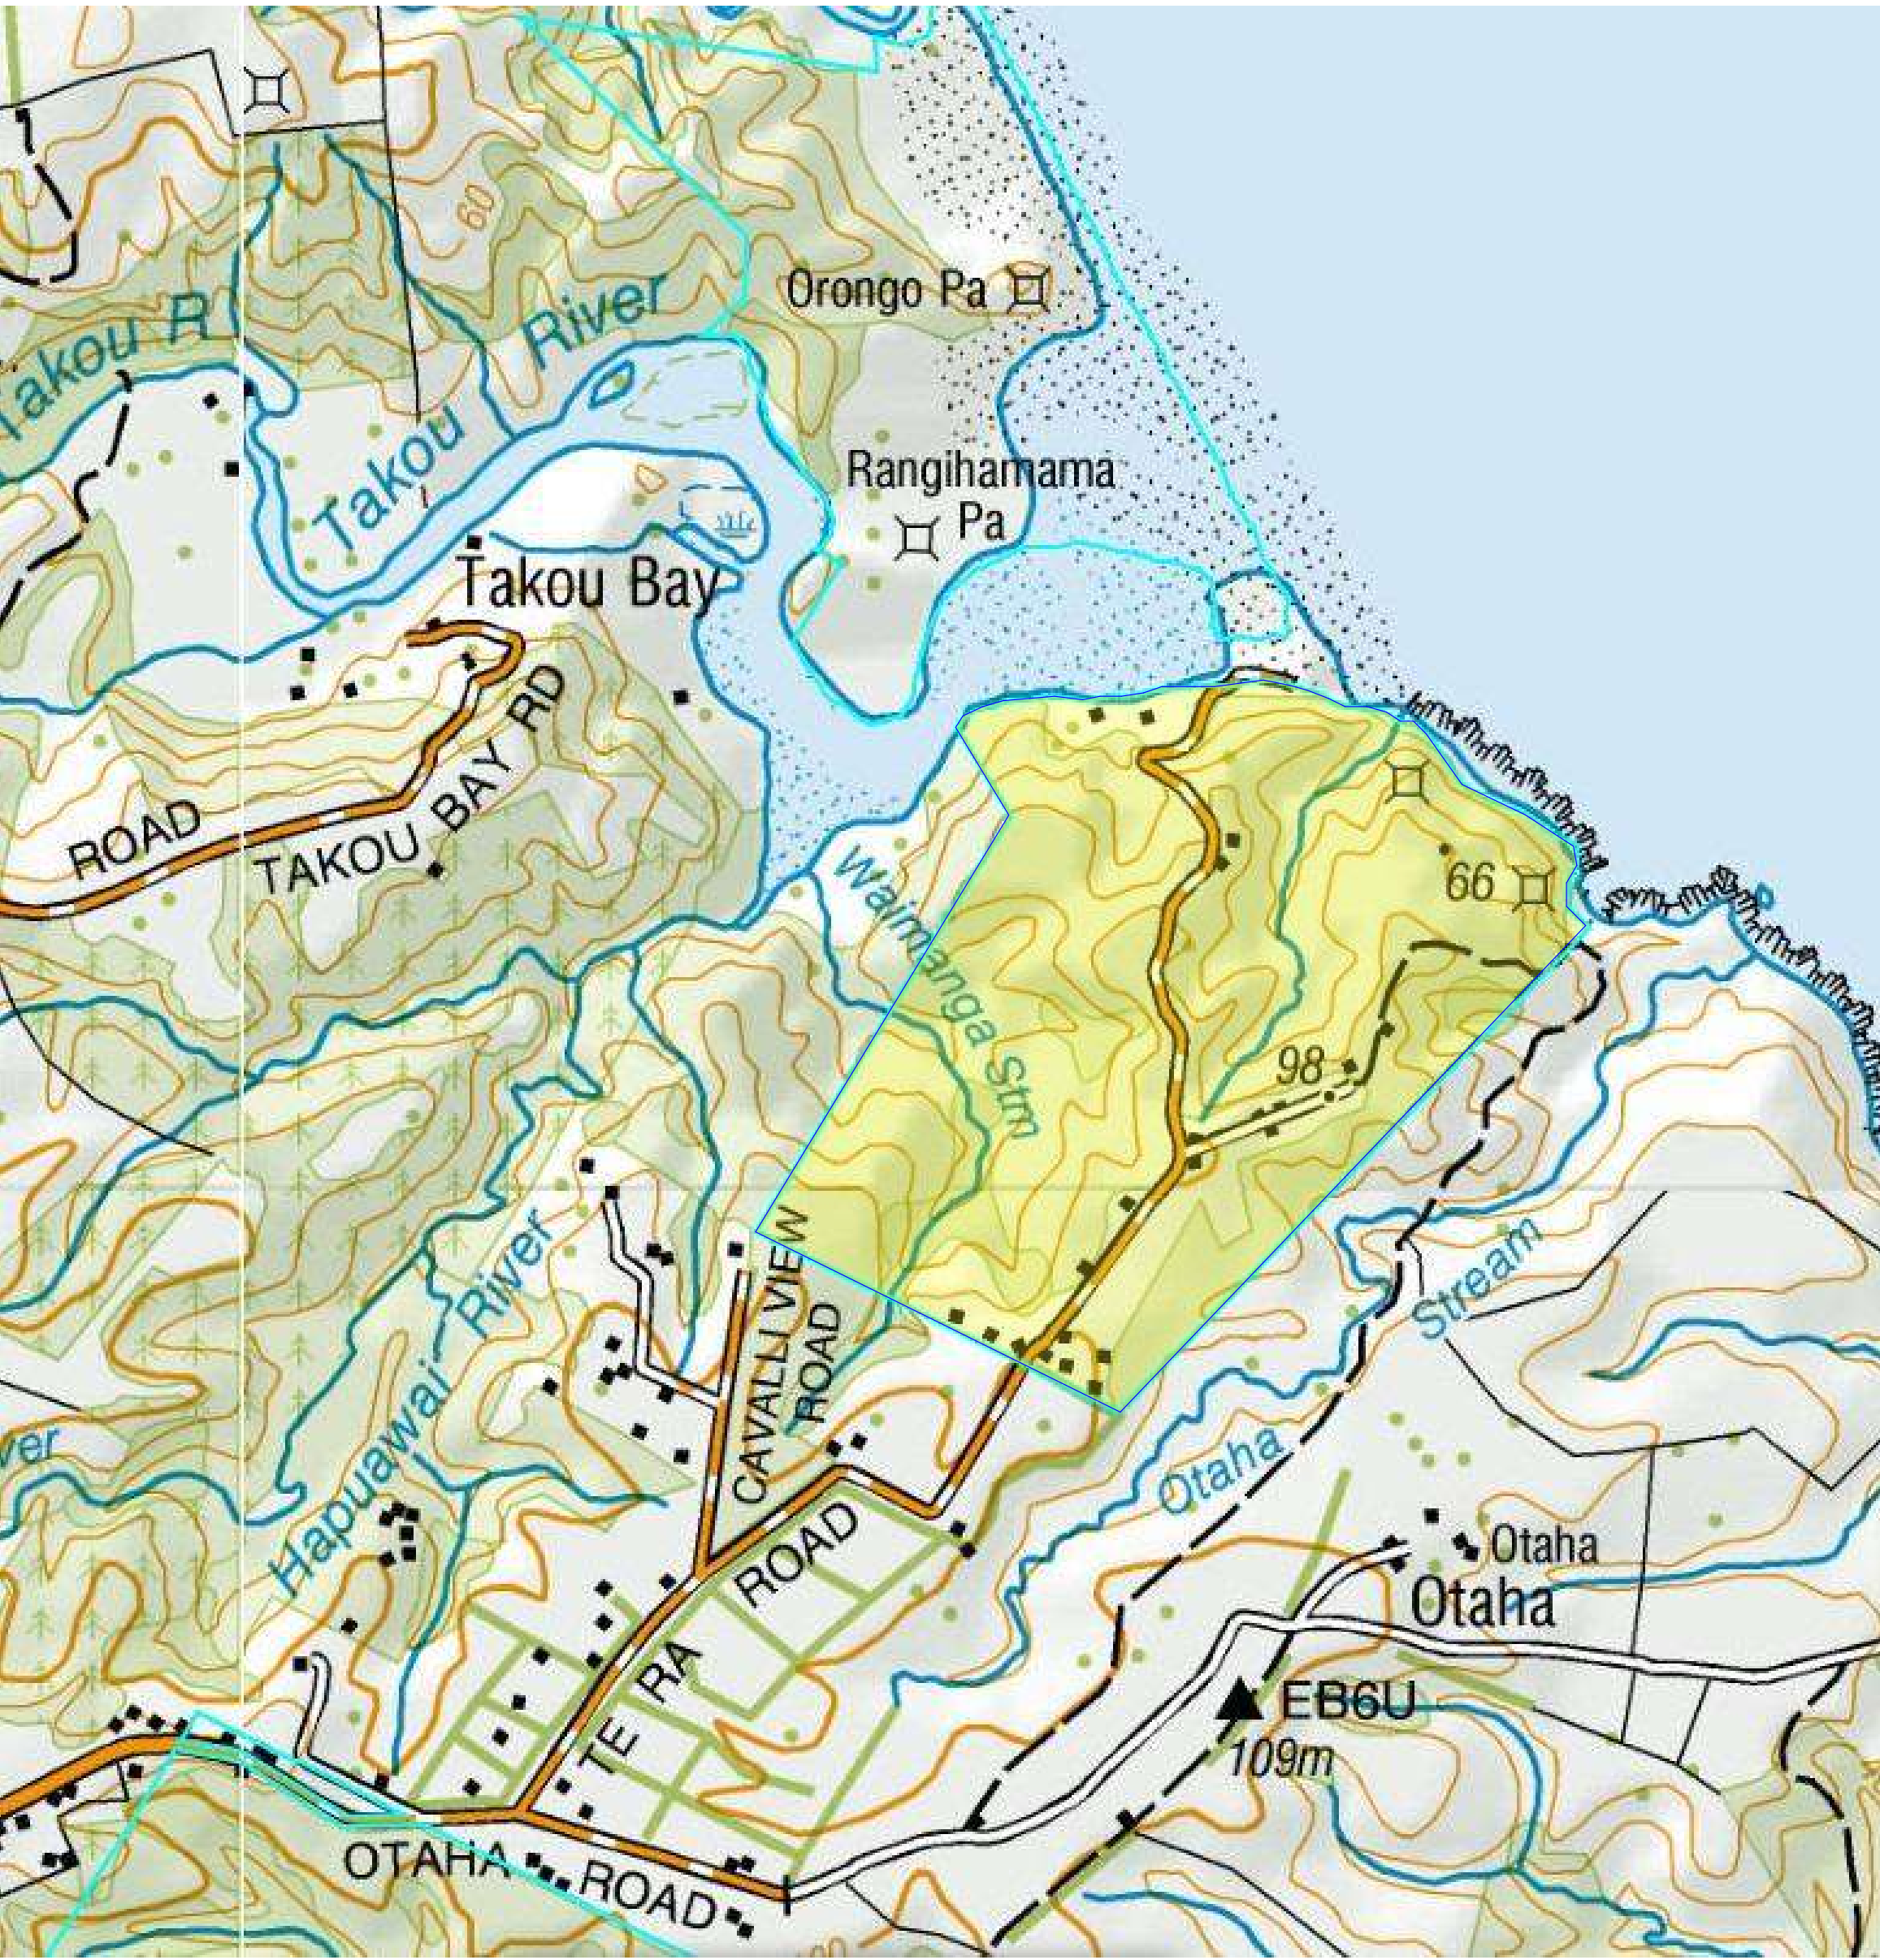 60
Orongo Pa
Takou R
River
Takou
Rangihamama
Pa
Takou Bay
ROAD
TAKOU BAY RD
Waimanga Stm
66
98
River
Stream
CAVALLI VIEW
ROAD
ver
Hapuawai
Otaha
ROAD
Otaha
Otaha
TE RA
EB6U
109m
OTAHA
ROAD